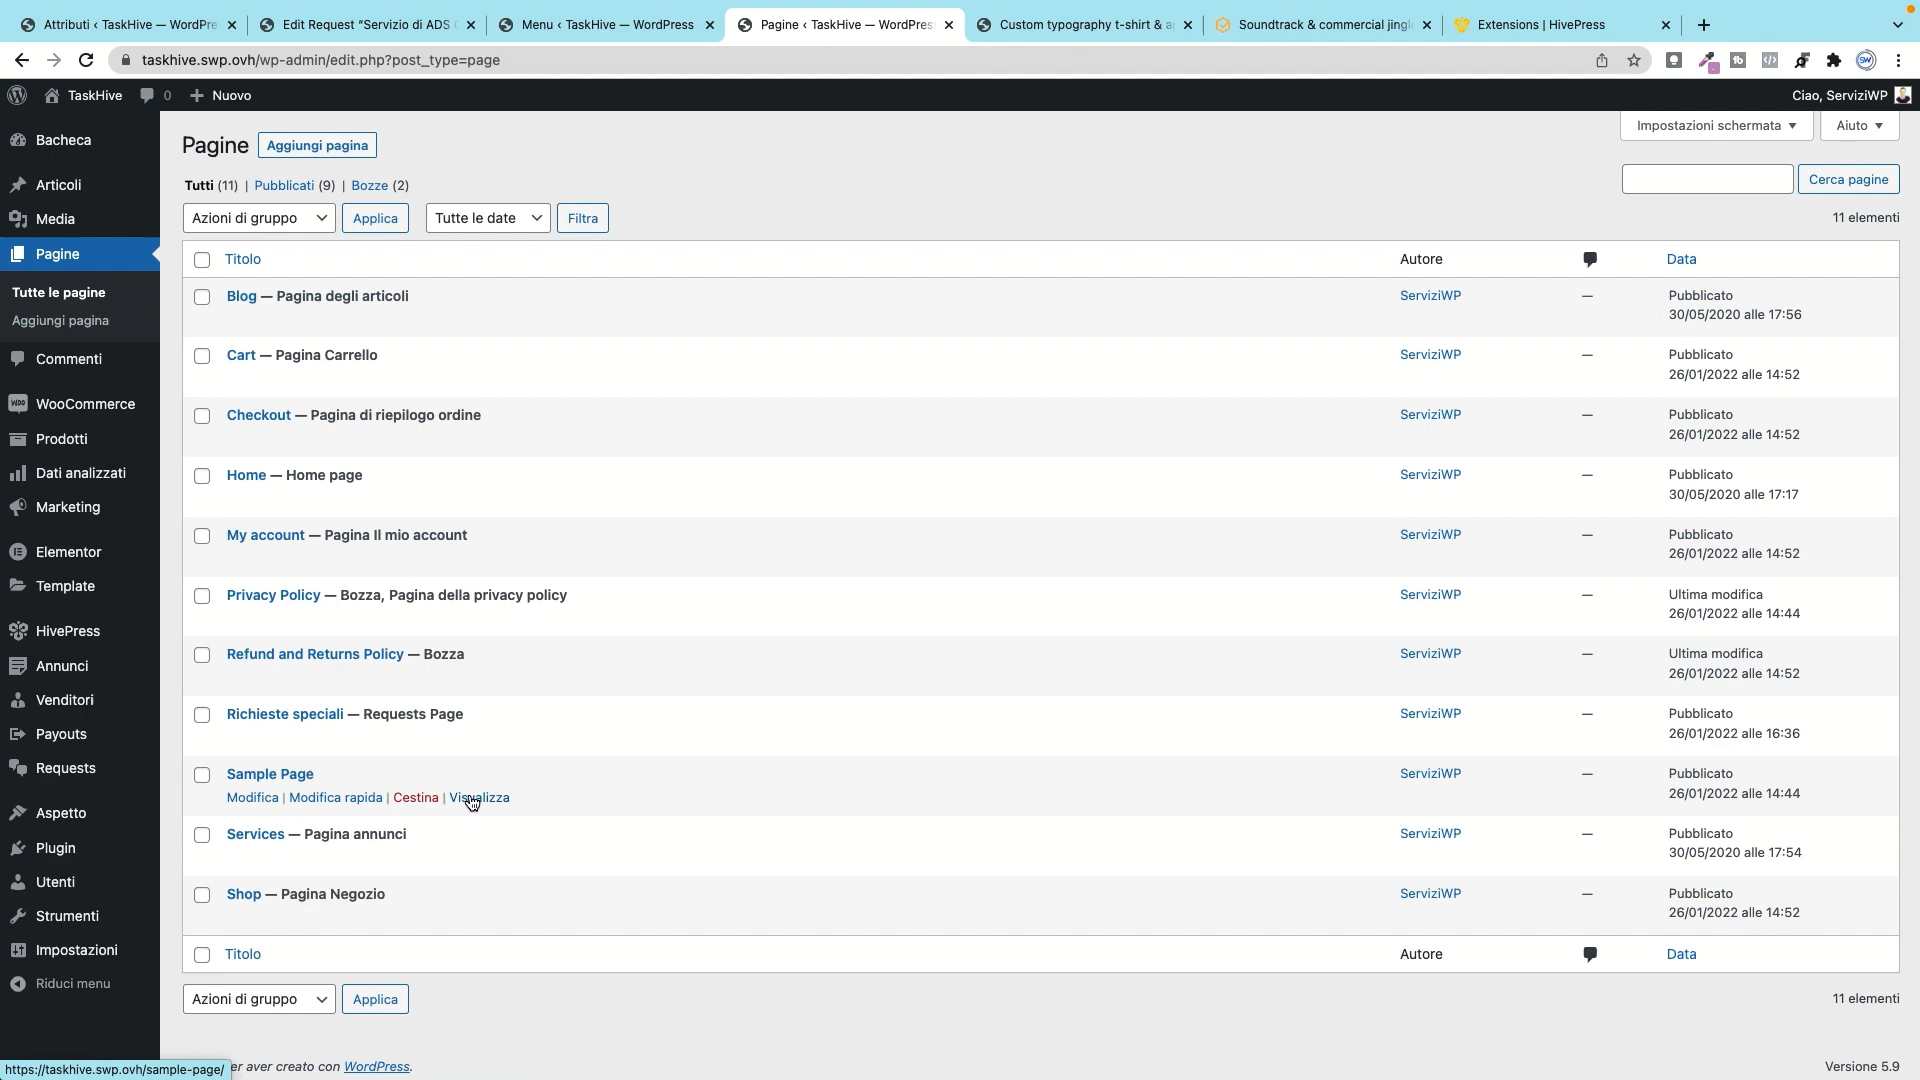 Attributi ‹ TaskHive — WordPre
Edit Request “Servizio di ADS
Menu ‹ TaskHive — WordPress
Pagine ‹ TaskHive — WordPress
Custom typography t-shirt &
Soundtrack & commercial jingl
Extensions | HivePress
taskhive.swp.ovh/wp-admin/edit.php?post_type=page
TaskHive
0
Nuovo
Ciao, ServiziWP
Bacheca
Articoli
Media
Pagine
Tutte le pagine
Aggiungi pagina
Commenti
WooCommerce
Prodotti
Dati analizzati
Marketing
Elementor
Template
HivePress
Annunci
Venditori
Payouts
Requests
Aspetto
Plugin
Utenti
Strumenti
Impostazioni
Riduci menu
Impostazioni schermata
Aiuto
Pagine
Aggiungi pagina
Tutti (11) | Pubblicati (9) | Bozze (2)
Cerca pagine
Azioni di gruppo
Applica
Tutte le date
Filtra
11 elementi
Titolo
Autore
Data
Blog — Pagina degli articoli
ServiziWP
—
Pubblicato
30/05/2020 alle 17:56
Cart — Pagina Carrello
ServiziWP
—
Pubblicato
26/01/2022 alle 14:52
Checkout — Pagina di riepilogo ordine
ServiziWP
—
Pubblicato
26/01/2022 alle 14:52
Home — Home page
ServiziWP
—
Pubblicato
30/05/2020 alle 17:17
My account — Pagina Il mio account
ServiziWP
—
Pubblicato
26/01/2022 alle 14:52
Privacy Policy — Bozza, Pagina della privacy policy
ServiziWP
—
Ultima modifica
26/01/2022 alle 14:44
Refund and Returns Policy — Bozza
ServiziWP
—
Ultima modifica
26/01/2022 alle 14:52
Richieste speciali — Requests Page
ServiziWP
—
Pubblicato
26/01/2022 alle 16:36
Sample Page
Modifica | Modifica rapida | Cestina | Visualizza
ServiziWP
—
Pubblicato
26/01/2022 alle 14:44
Services — Pagina annunci
ServiziWP
—
Pubblicato
30/05/2020 alle 17:54
Shop — Pagina Negozio
ServiziWP
—
Pubblicato
26/01/2022 alle 14:52
Titolo
Autore
Data
Azioni di gruppo
Applica
11 elementi
er aver creato con WordPress.
Versione 5.9
https://taskhive.swp.ovh/sample-page/